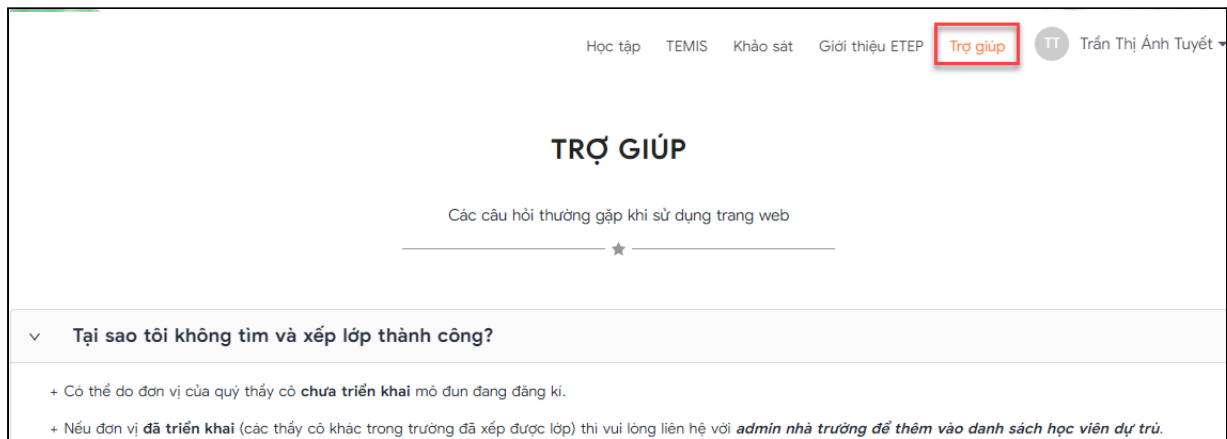 Học tập TEMIS Khảo sát Giới thiệu ETEP Trợ giúp TT Trần Thị Ánh Tuyết
TRỢ GIÚP
Các câu hỏi thường gặp khi sử dụng trang web
Tại sao tôi không tìm và xếp lớp thành công?
+ Có thể do đơn vị của quý thầy cô chưa triển khai mô đun đang đăng kí.
+ Nếu đơn vị đã triển khai (các thầy cô khác trong trường đã xếp được lớp) thì vui lòng liên hệ với admin nhà trường để thêm vào danh sách học viên dự trù.